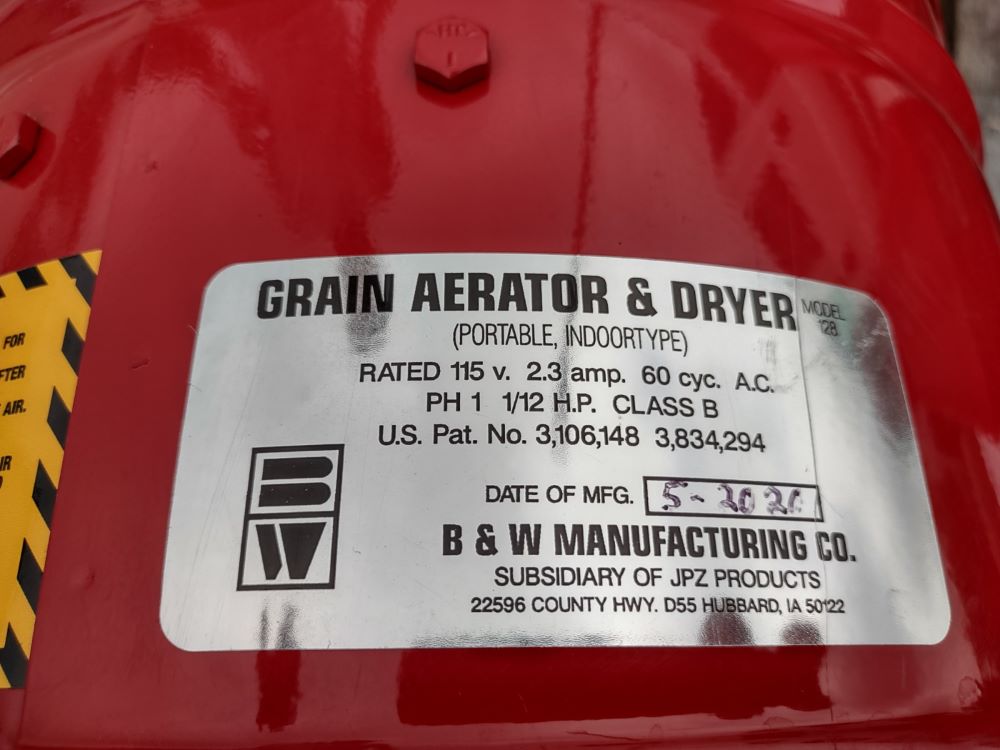 GRAIN AERATOR & DRYER MODEL 128
(PORTABLE, INDOORTYPE)
RATED 115 v. 2.3 amp. 60 cyc. A.C.
PH 1 1/12 H.P. CLASS B
U.S. Pat. No. 3,106,148 3,834,294
DATE OF MFG. 5-2020
B & W MANUFACTURING CO.
SUBSIDIARY OF JPZ PRODUCTS
22596 COUNTY HWY. D55 HUBBARD, IA 50122
BW
FOR
AIR.